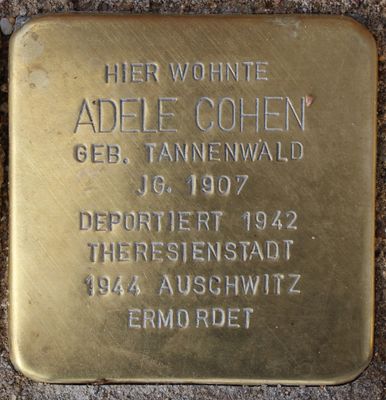 HIER WOHNTE
ADELE COHEN
GEB. TANNENWALD
JG. 1907
DEPORTIERT 1942
THERESIENSTADT
1944 AUSCHWITZ
ERMORDET